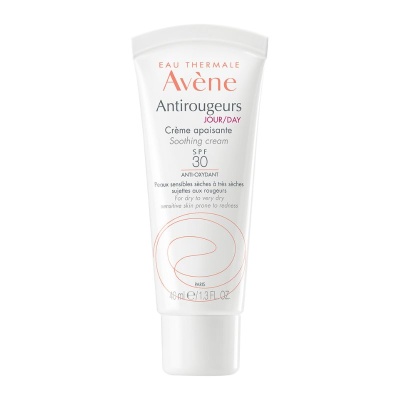 EAU THERMALE
Avène
Antirougeurs
JOUR/DAY
Crème apaisante
Soothing cream
SPF
30
ANTI-OXYDANT
Peaux sensibles sèches à très sèches
sujettes aux rougeurs
For dry to very dry
sensitive skin prone to redness
PARIS
40 ml℮/1.3 FL. OZ.